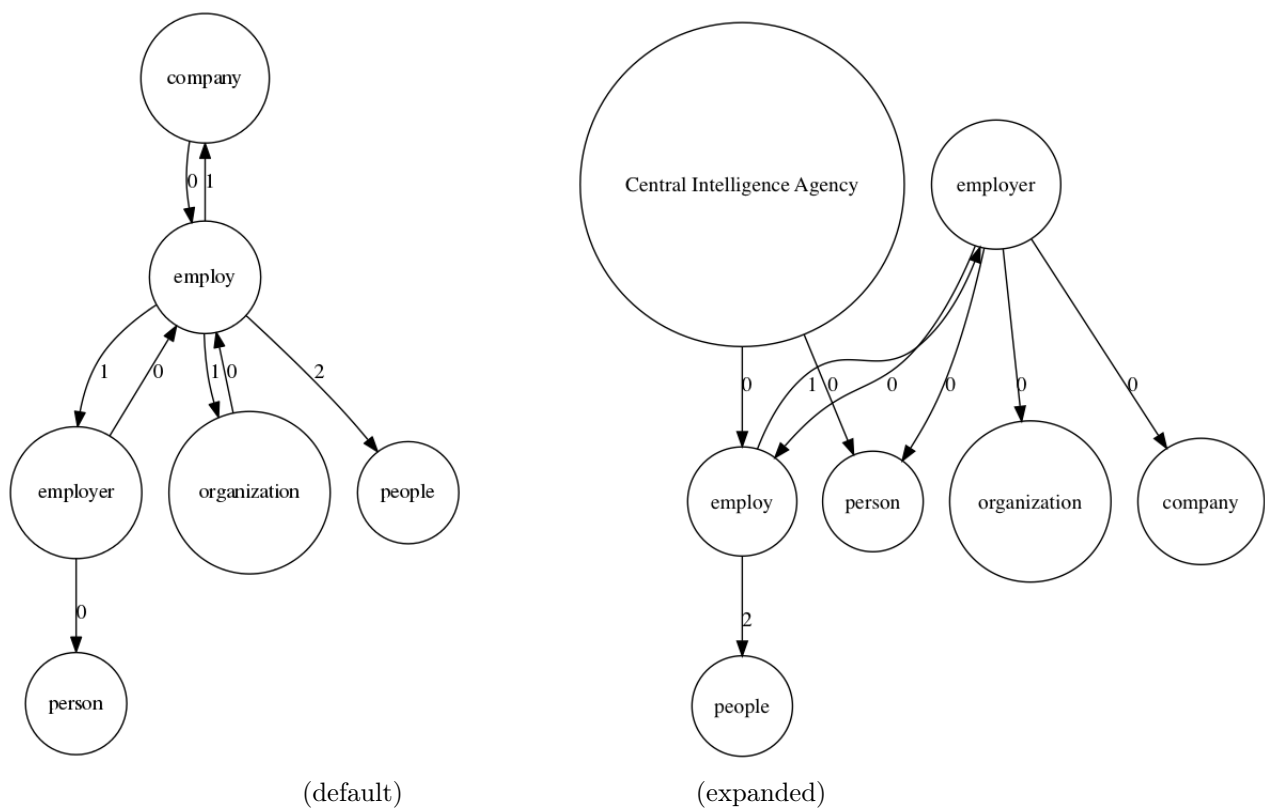 company
Central Intelligence Agency
employer
0 1
employ
1 0 1 0 2
0 1 0 0 0 0 0
employer
organization
people
employ
person
organization
company
0
2
person
people
(default)
(expanded)